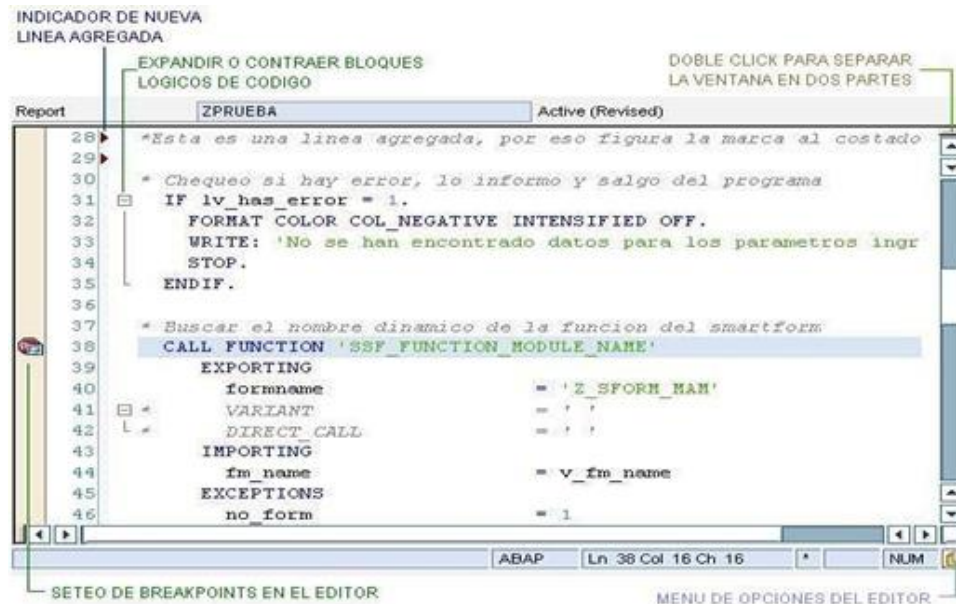 INDICADOR DE NUEVA
LINEA AGREGADA
EXPANDIR O CONTRAER BLOQUES
LOGICOS DE CODIGO
DOBLE CLICK PARA SEPARAR
LA VENTANA EN DOS PARTES
Report ZPRUEBA Active (Revised)
28 *Esta es una linea agregada, por eso figura la marca al costado
29
30 * Chequeo si hay error, lo informo y salgo del programa
31 IF lv_has_error = 1.
32 FORMAT COLOR COL_NEGATIVE INTENSIFIED OFF.
33 WRITE: 'No se han encontrado datos para los parametros ingr
34 STOP.
35 ENDIF.
36
37 * Buscar el nombre dinamico de la funcion del smartform
38 CALL FUNCTION 'SSF_FUNCTION_MODULE_NAME'
39 EXPORTING
40 formname = 'Z_SFORM_MAM'
41 * VARIANT = ' '
42 * DIRECT_CALL = ' '
43 IMPORTING
44 fm_name = v_fm_name
45 EXCEPTIONS
46 no_form = 1
ABAP Ln 38 Col 16 Ch 16 * NUM
SETEO DE BREAKPOINTS EN EL EDITOR
MENU DE OPCIONES DEL EDITOR